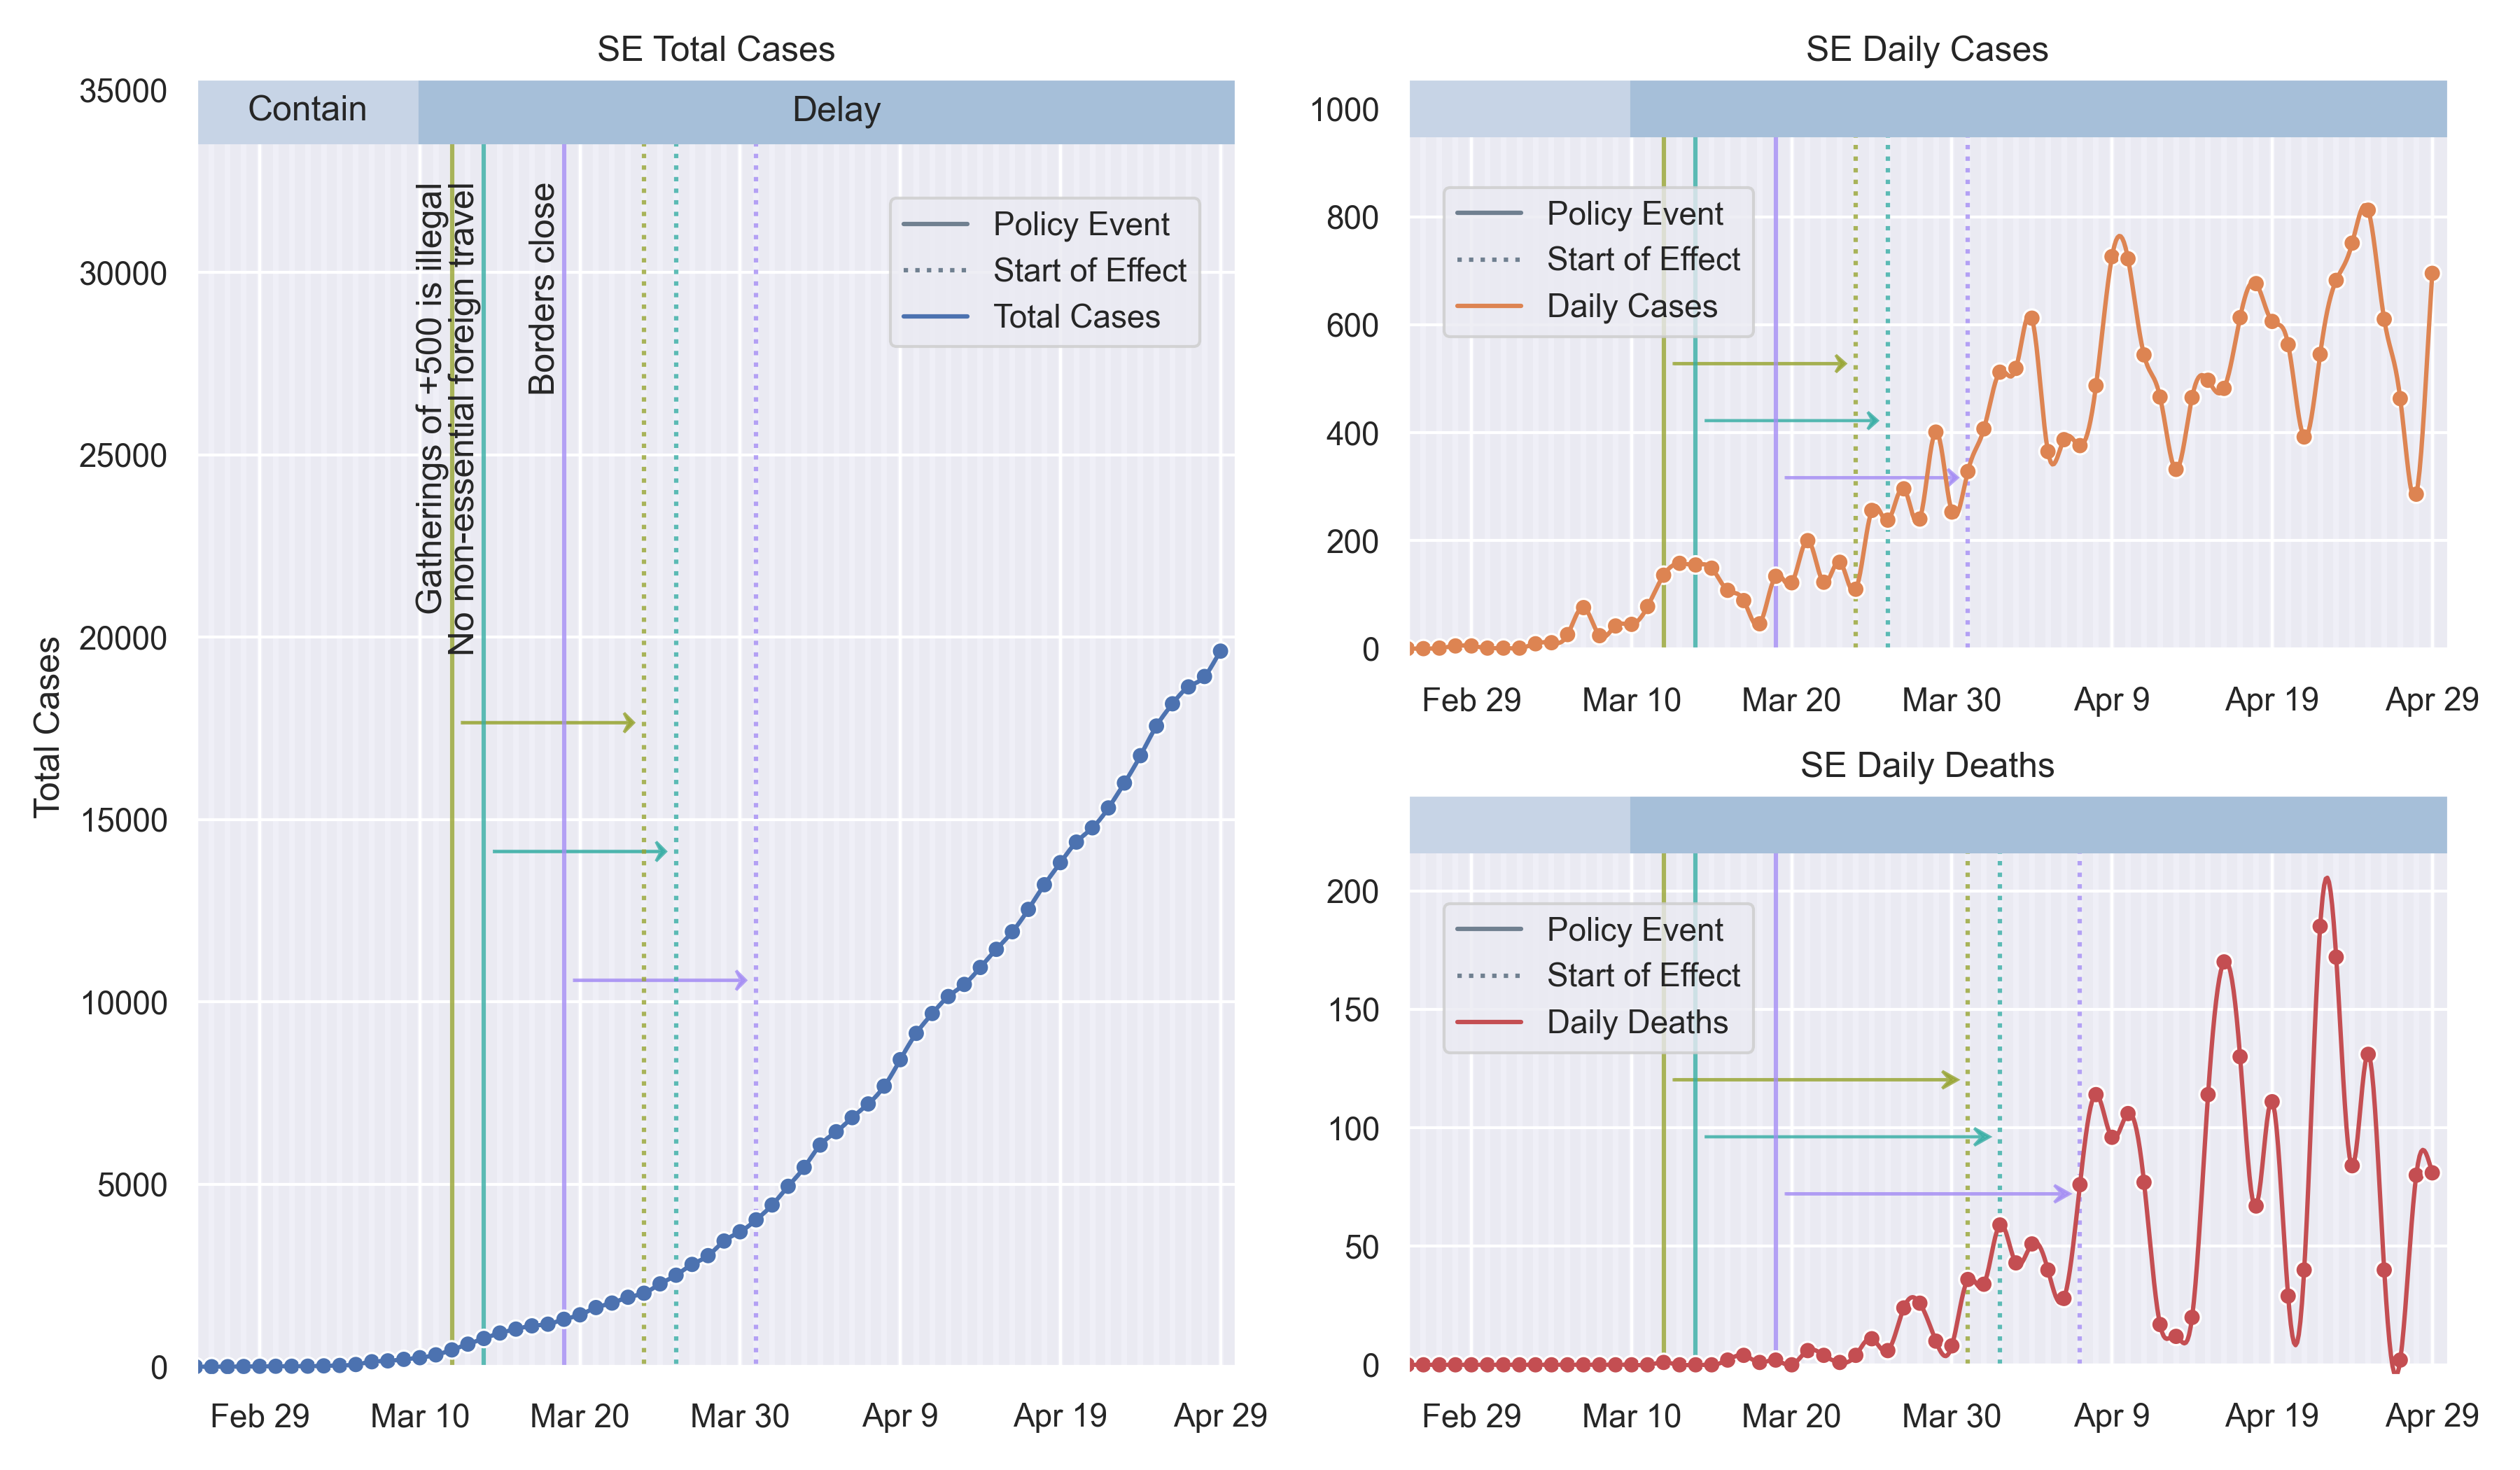 SE Total Cases
35000
30000
25000
20000
15000
10000
5000
0
Total Cases
Contain
Delay
Gatherings of +500 is illegal
No non-essential foreign travel
Borders close
Policy Event
Start of Effect
Total Cases
Feb 29
Mar 10
Mar 20
Mar 30
Apr 9
Apr 19
Apr 29
SE Daily Cases
1000
800
600
400
200
0
Policy Event
Start of Effect
Daily Cases
Feb 29
Mar 10
Mar 20
Mar 30
Apr 9
Apr 19
Apr 29
SE Daily Deaths
200
150
100
50
0
Policy Event
Start of Effect
Daily Deaths
Feb 29
Mar 10
Mar 20
Mar 30
Apr 9
Apr 19
Apr 29